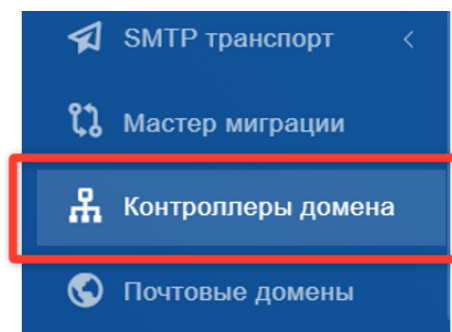 SMTP транспорт
Мастер миграции
Контроллеры домена
Почтовые домены